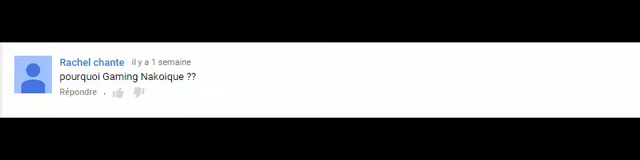 Rachel chante il y a 1 semaine
pourquoi Gaming Nakoique ??
Répondre .